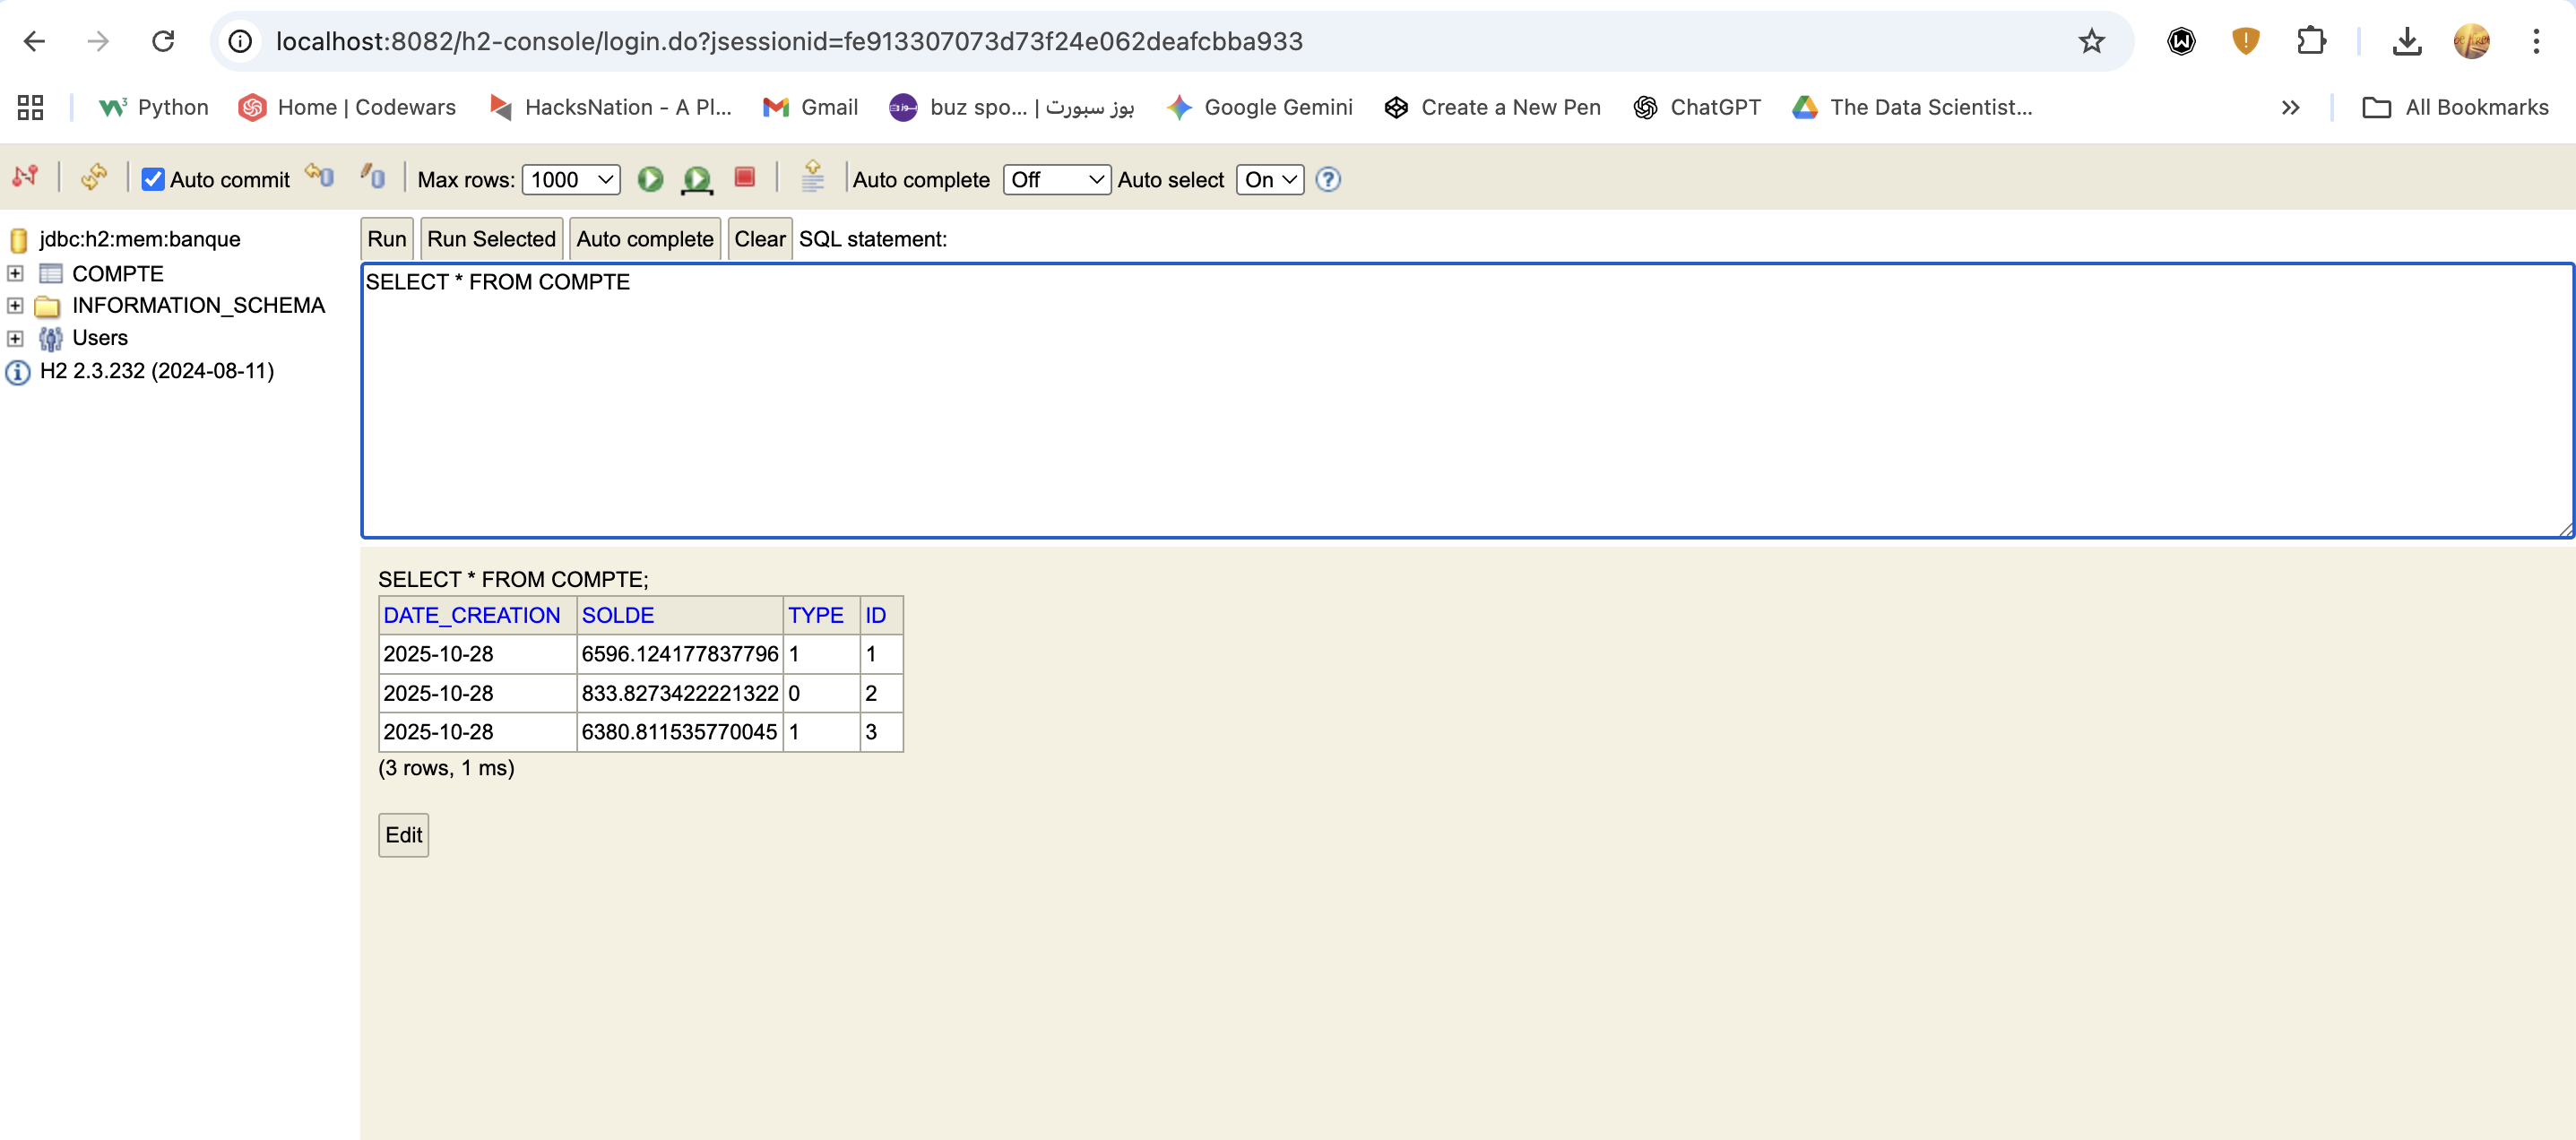 localhost:8082/h2-console/login.do?jsessionid=fe913307073d73f24e062deafcbba933
Python Home | Codewars HacksNation - A Pl... Gmail buz spo... | بوز سبورت Google Gemini Create a New Pen ChatGPT The Data Scientist... All Bookmarks
Auto commit Max rows: 1000 Auto complete Off Auto select On
jdbc:h2:mem:banque
COMPTE
INFORMATION_SCHEMA
Users
H2 2.3.232 (2024-08-11)
Run Run Selected Auto complete Clear SQL statement:
SELECT * FROM COMPTE
SELECT * FROM COMPTE;
DATE_CREATION SOLDE TYPE ID
2025-10-28 6596.124177837796 1 1
2025-10-28 833.8273422221322 0 2
2025-10-28 6380.811535770045 1 3
(3 rows, 1 ms)
Edit